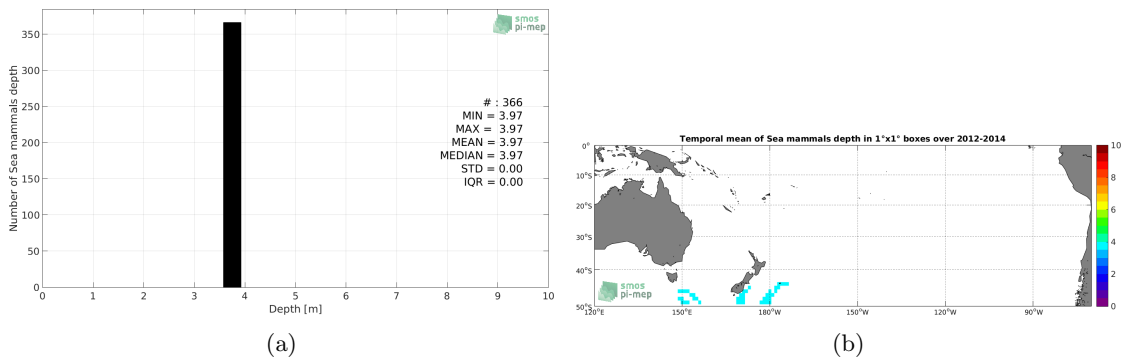 smos
pi-mep
350
300
250
200
150
100
50
0
Number of Sea mammals depth
# : 366
MIN = 3.97
MAX = 3.97
MEAN = 3.97
MEDIAN = 3.97
STD = 0.00
IQR = 0.00
0 1 2 3 4 5 6 7 8 9 10
Depth [m]
(a)
Temporal mean of Sea mammals depth in 1°x1° boxes over 2012-2014
0°
10°S
20°S
30°S
40°S
50°S
120°E 150°E 180°W 150°W 120°W 90°W
10
8
6
4
2
0
smos
pi-mep
(b)